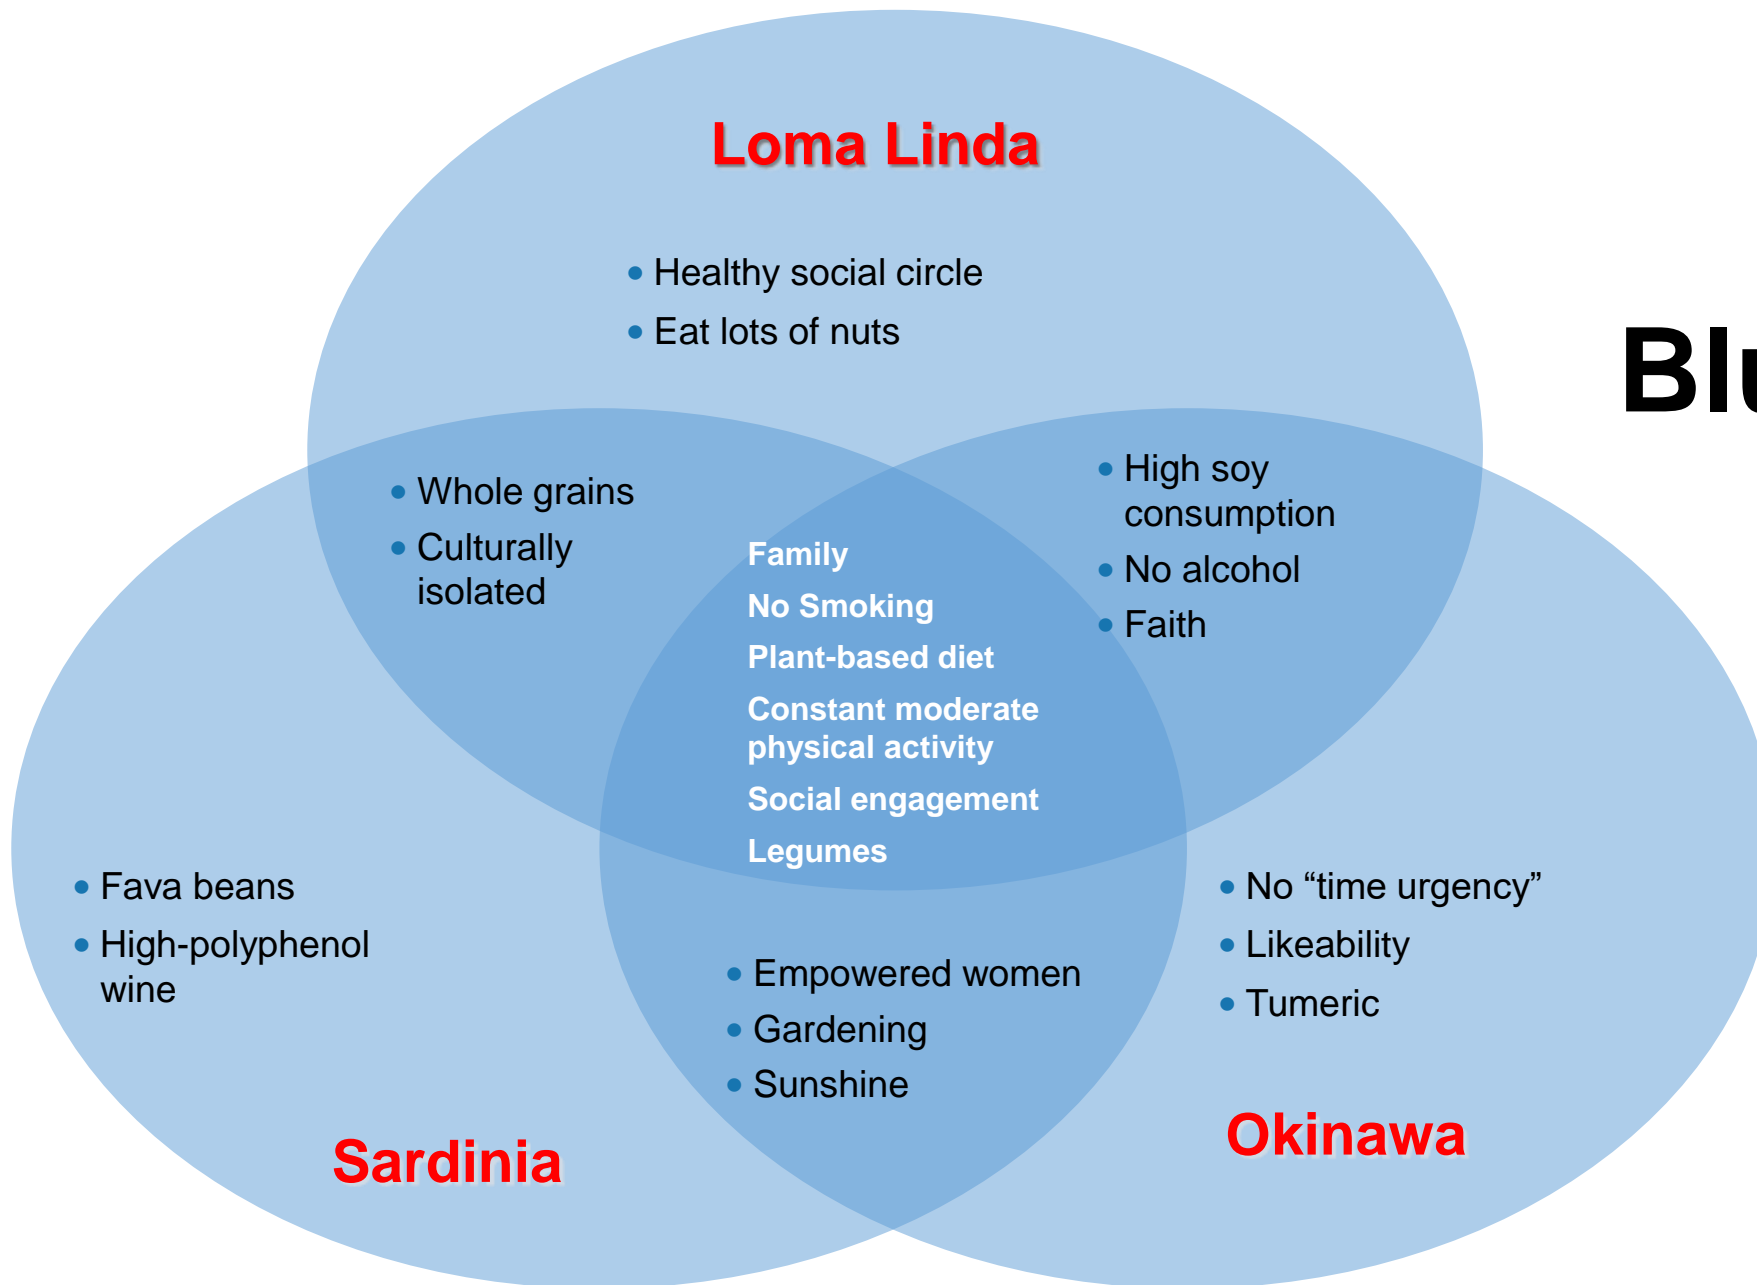 Loma Linda
• Healthy social circle
• Eat lots of nuts
Blu
• Whole grains
• Culturally
isolated
• High soy
consumption
• No alcohol
• Faith
Family
No Smoking
Plant-based diet
Constant moderate
physical activity
Social engagement
Legumes
• Fava beans
• High-polyphenol
wine
• Empowered women
• Gardening
• Sunshine
• No “time urgency”
• Likeability
• Tumeric
Sardinia
Okinawa